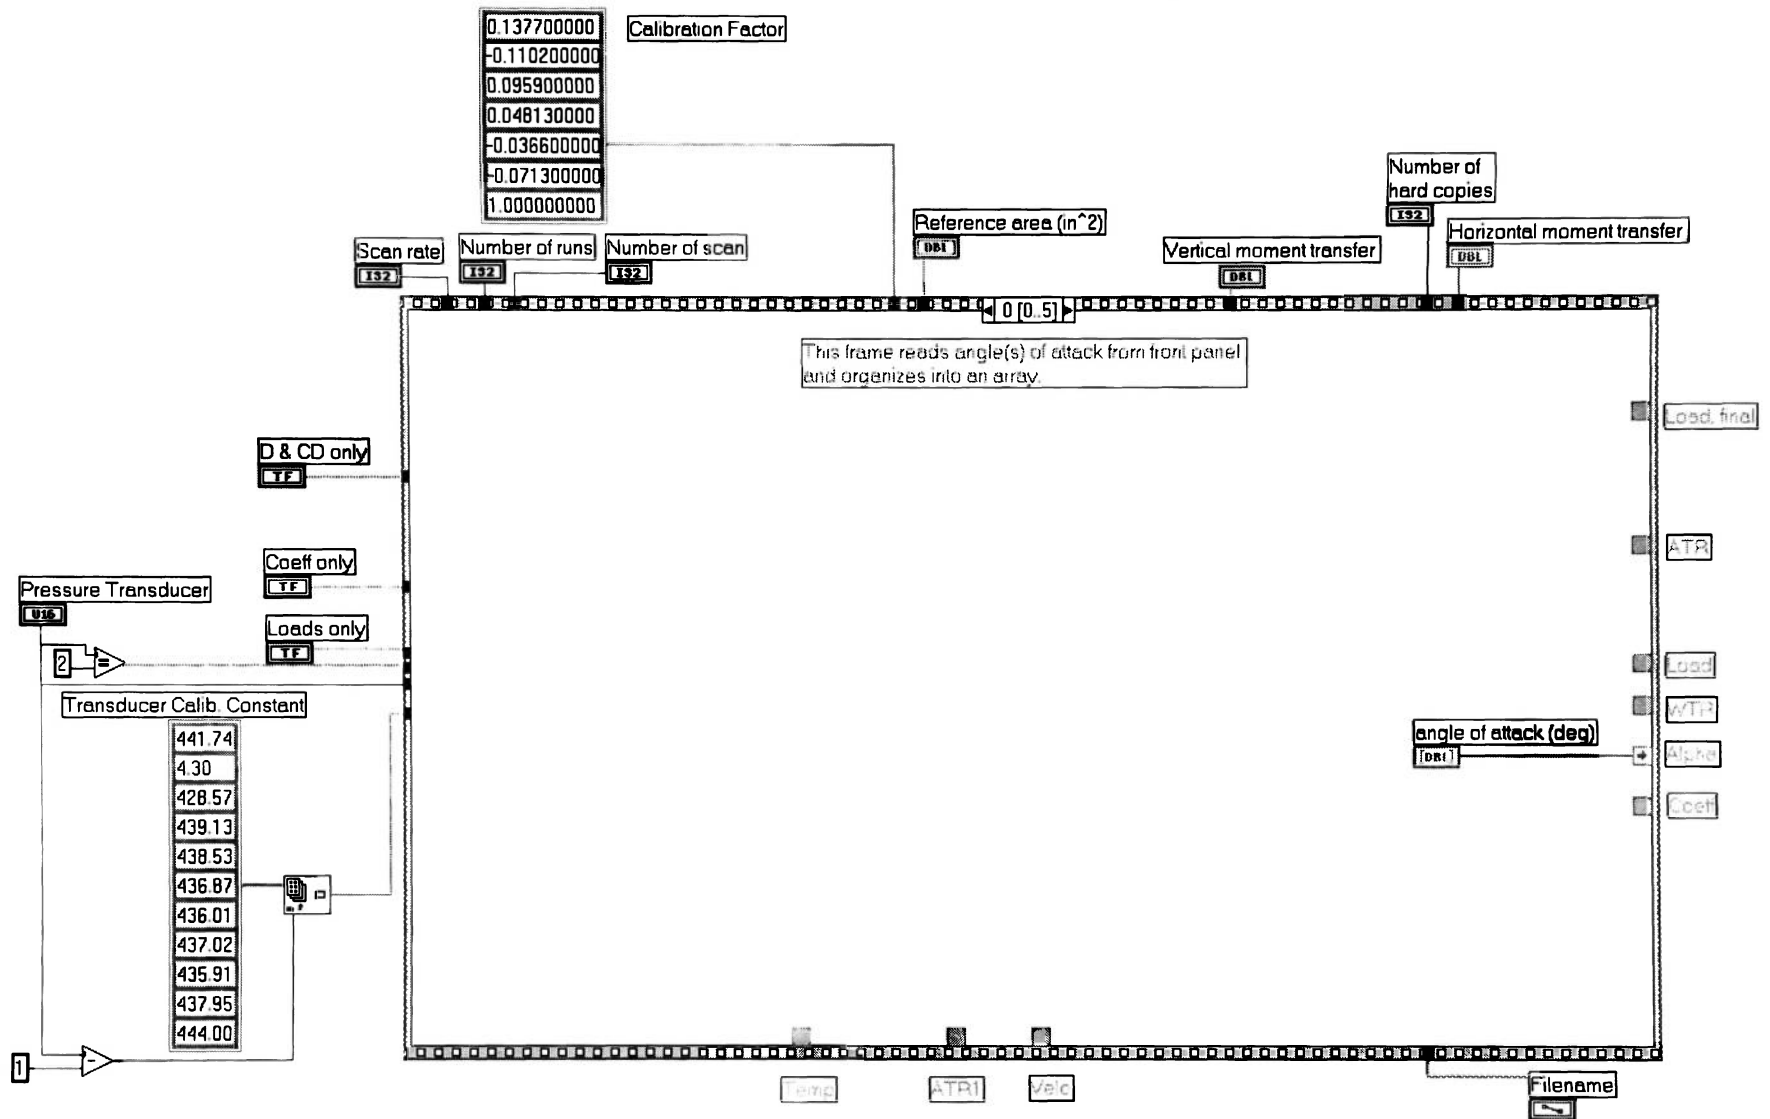 0.137700000
-0.110200000
0.095900000
0.048130000
-0.036600000
-0.071300000
1.000000000
Calibration Factor
Scan rate
I32
Number of runs
I32
Number of scan
I32
Reference area (in^2)
DBL
Vertical moment transfer
DBL
Number of
hard copies
I32
Horizontal moment transfer
DBL
0 [0..5]
This frame reads angle(s) of attack from front panel
and organizes into an array.
Load, final
D & CD only
TF
ATR
Coeff only
TF
Pressure Transducer
U16
Loads only
TF
2
=
Load
Transducer Calib. Constant
WTR
441.74
4.30
428.57
439.13
438.53
436.87
436.01
437.02
435.91
437.95
444.00
angle of attack (deg)
[DBL]
Alpha
Coeff
1
-
Temp
ATR1
Velc
Filename